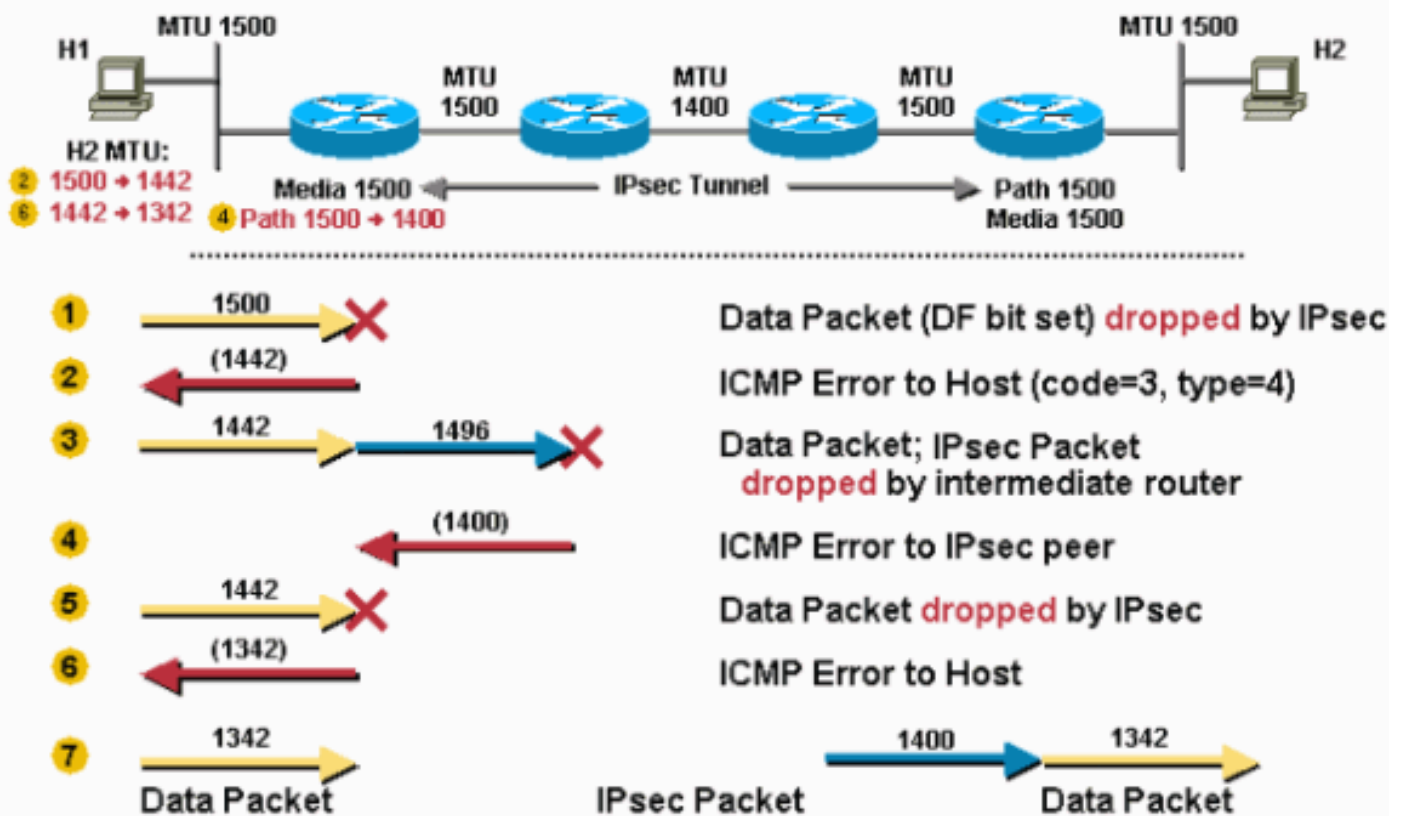 H1
MTU 1500
MTU
1500
MTU
1400
MTU
1500
MTU 1500
H2
H2 MTU:
2 1500 → 1442
6 1442 → 1342
Media 1500
4 Path 1500 → 1400
IPsec Tunnel
Path 1500
Media 1500
1 1500 Data Packet (DF bit set) dropped by IPsec
2 (1442) ICMP Error to Host (code=3, type=4)
3 1442 1496 Data Packet; IPsec Packet
dropped by intermediate router
4 (1400) ICMP Error to IPsec peer
5 1442 Data Packet dropped by IPsec
6 (1342) ICMP Error to Host
7 1342 1400 1342
Data Packet IPsec Packet Data Packet